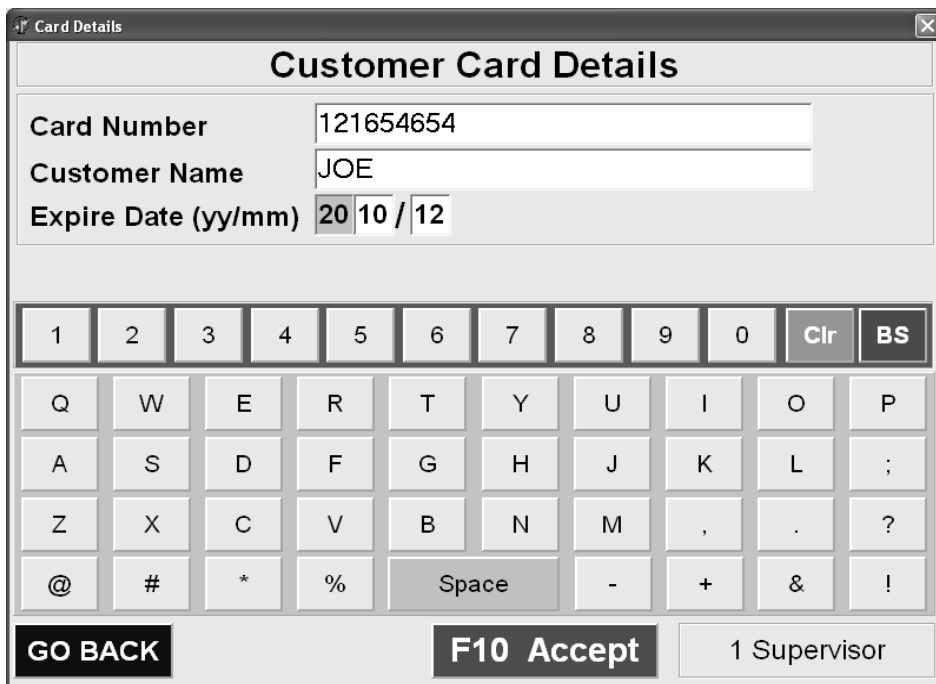 Card Details
Customer Card Details
Card Number 121654654
Customer Name JOE
Expire Date (yy/mm) 20 10 / 12
1 2 3 4 5 6 7 8 9 0 Clr BS
Q W E R T Y U I O P
A S D F G H J K L ;
Z X C V B N M , . ?
@ # * % Space - + & !
GO BACK F10 Accept 1 Supervisor